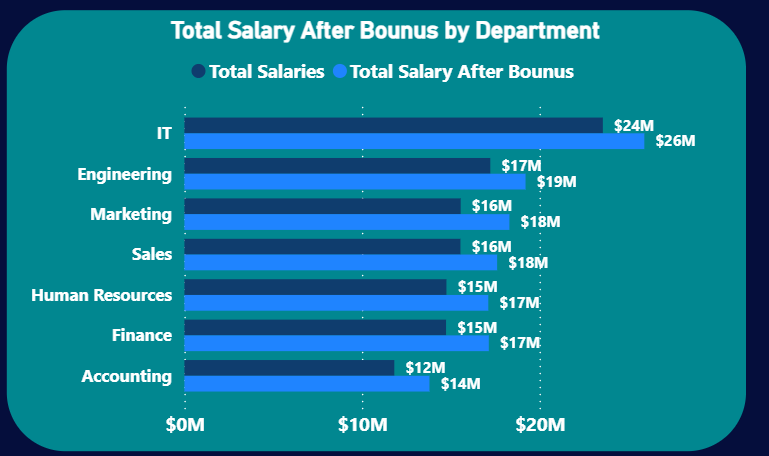 Total Salary After Bounus by Department
Total Salaries Total Salary After Bounus
IT $24M
$26M
Engineering $17M
$19M
Marketing $16M
$18M
Sales $16M
$18M
Human Resources $15M
$17M
Finance $15M
$17M
Accounting $12M
$14M
$0M $10M $20M